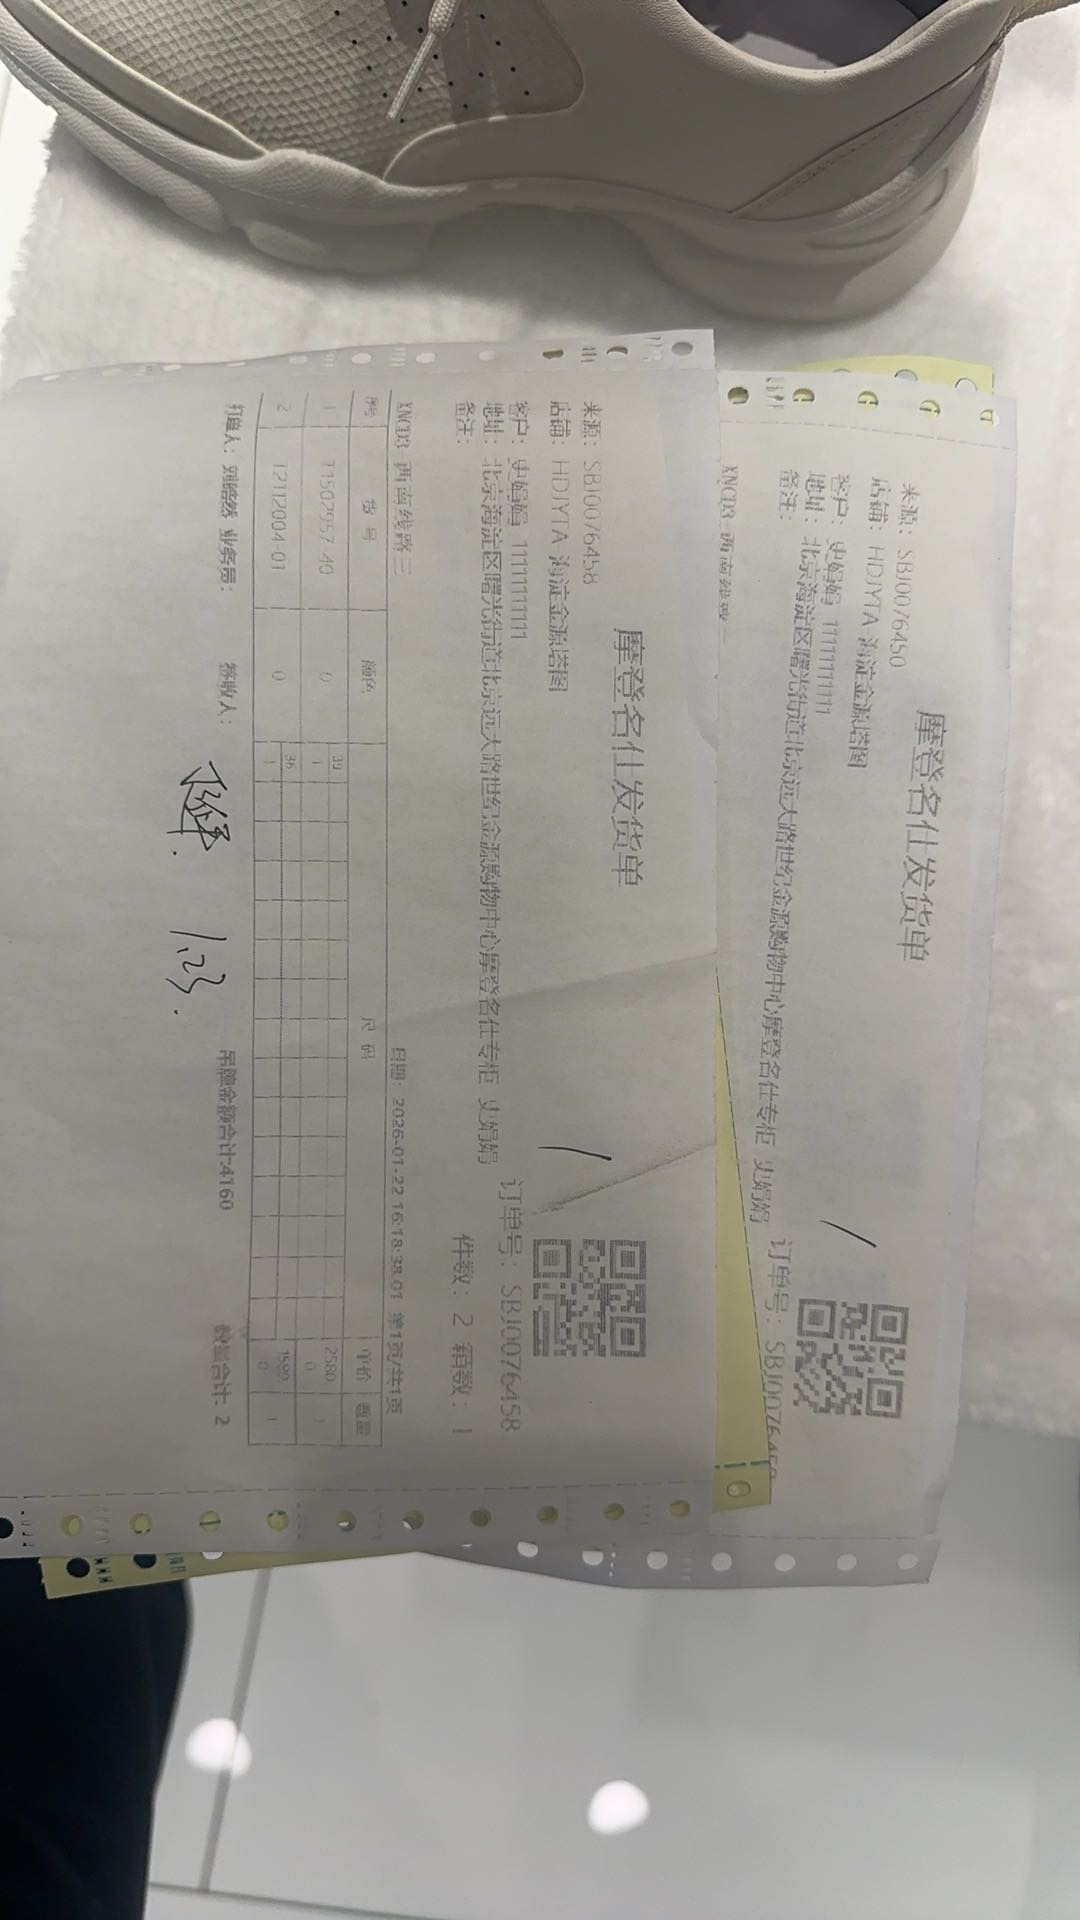 摩登名仕发货单
来源: SBJ0076458
店铺: HDJYTA 海淀金源塔图
订单号: SBJ0076458
客户: 史娟娟 11111111111
地址: 北京海淀区曙光街道北京远大路世纪金源购物中心摩登名仕专柜 史娟娟
备注:
件数: 2 箱数: 1
XNCD3 西南线路三
日期: 2026-01-22 16:18:38.01 第1页/共1页
序号 货号 颜色 尺码 单价 数量
1 T1507957-40 0 39 1 2580.0 1
2 12112004-01 0 36 1 1580.0 1
打单人: 刘皓然 业务员: 签收人: 吊牌金额合计:4160 数量合计: 2
1.23.
摩登名仕发货单
来源: SBJ0076450
店铺: HDJYTA 海淀金源塔图
订单号: SBJ0076450
客户: 史娟娟 11111111111
地址: 北京海淀区曙光街道北京远大路世纪金源购物中心摩登名仕专柜 史娟娟
备注: